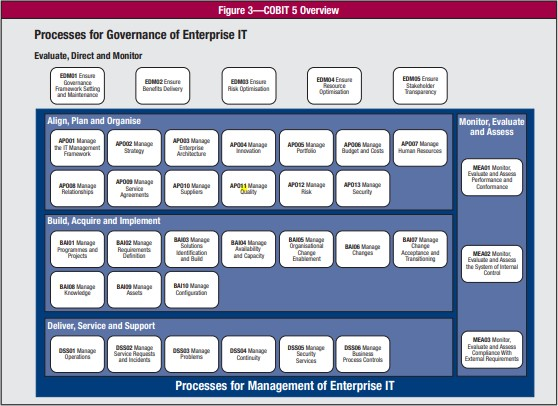 Figure 3—COBIT 5 Overview
Processes for Governance of Enterprise IT
Evaluate, Direct and Monitor
EDM01 Ensure
Governance
Framework Setting
and Maintenance
EDM02 Ensure
Benefits Delivery
EDM03 Ensure
Risk Optimisation
EDM04 Ensure
Resource
Optimisation
EDM05 Ensure
Stakeholder
Transparency
Align, Plan and Organise
APO01 Manage
the IT Management
Framework
APO02 Manage
Strategy
APO03 Manage
Enterprise
Architecture
APO04 Manage
Innovation
APO05 Manage
Portfolio
APO06 Manage
Budget and Costs
APO07 Manage
Human Resources
APO08 Manage
Relationships
APO09 Manage
Service
Agreements
APO10 Manage
Suppliers
APO11 Manage
Quality
APO12 Manage
Risk
APO13 Manage
Security
Build, Acquire and Implement
BAI01 Manage
Programmes and
Projects
BAI02 Manage
Requirements
Definition
BAI03 Manage
Solutions
Identification
and Build
BAI04 Manage
Availability
and Capacity
BAI05 Manage
Organisational
Change
Enablement
BAI06 Manage
Changes
BAI07 Manage
Change
Acceptance and
Transitioning
BAI08 Manage
Knowledge
BAI09 Manage
Assets
BAI10 Manage
Configuration
Deliver, Service and Support
DSS01 Manage
Operations
DSS02 Manage
Service Requests
and Incidents
DSS03 Manage
Problems
DSS04 Manage
Continuity
DSS05 Manage
Security
Services
DSS06 Manage
Business
Process Controls
Monitor, Evaluate
and Assess
MEA01 Monitor,
Evaluate and Assess
Performance and
Conformance
MEA02 Monitor,
Evaluate and Assess
the System of Internal
Control
MEA03 Monitor,
Evaluate and Assess
Compliance With
External Requirements
Processes for Management of Enterprise IT